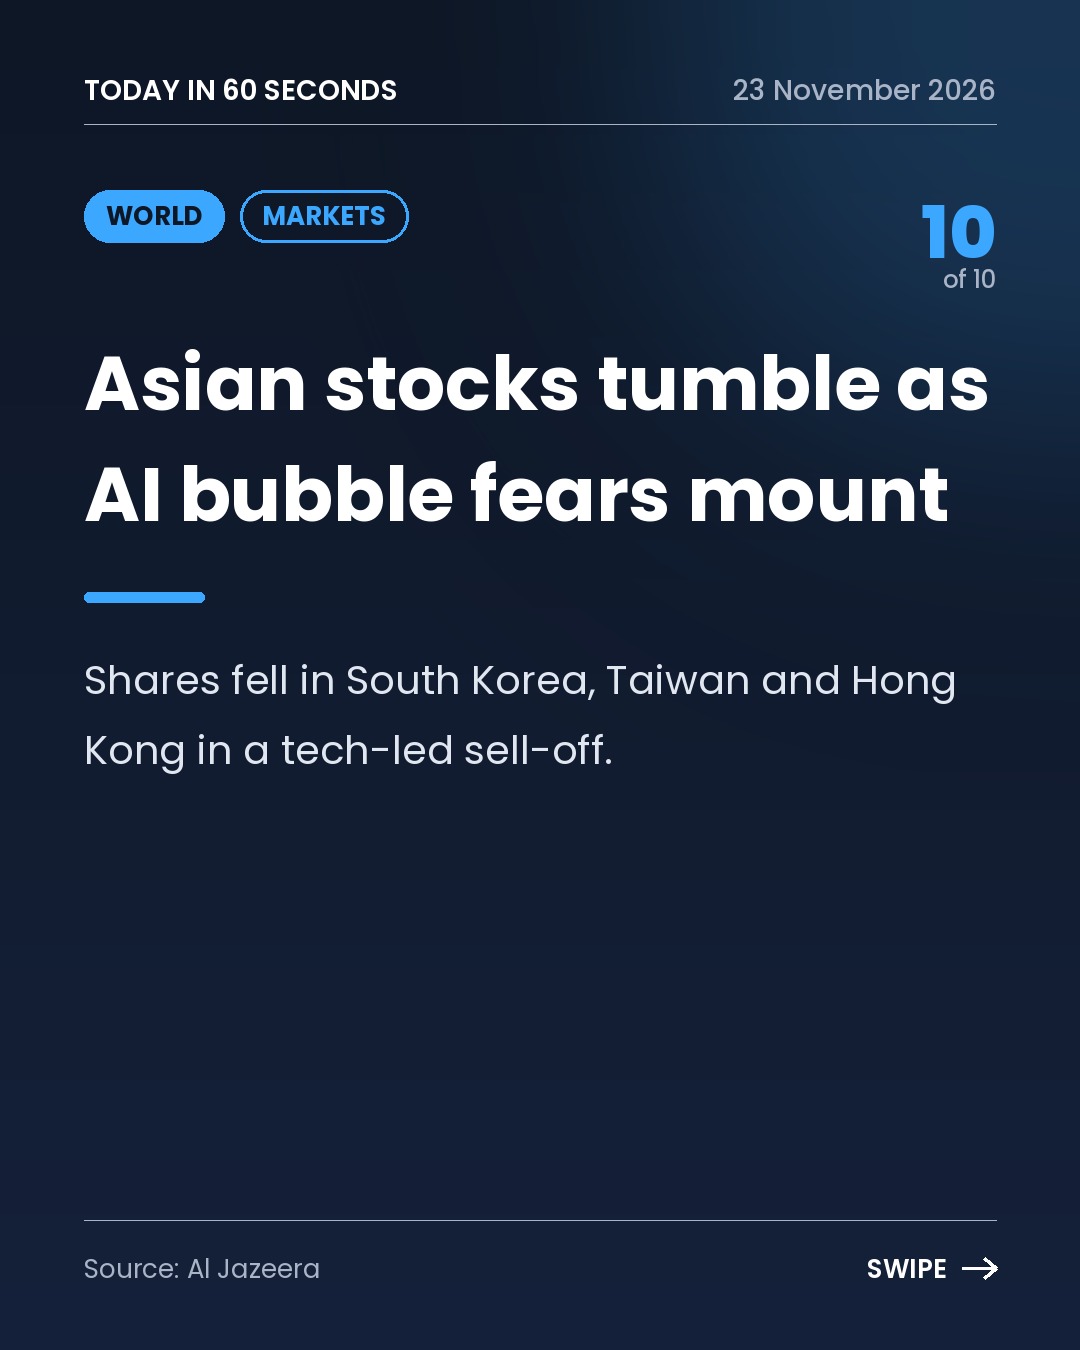 TODAY IN 60 SECONDS
23 November 2026
WORLD
MARKETS
10
of 10
Asian stocks tumble as
AI bubble fears mount
Shares fell in South Korea, Taiwan and Hong
Kong in a tech-led sell-off.
Source: Al Jazeera
SWIPE →